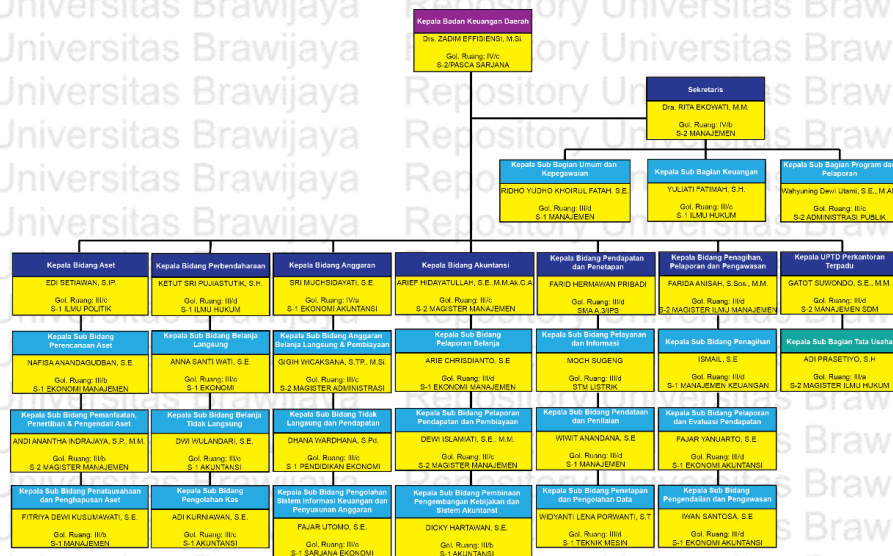 Kepala Badan Keuangan Daerah
Drs. ZADIM EFFISIENSI, M.Si.
Gol. Ruang: IV/c
S-2/PASCA SARJANA
Sekretaris
Dra. RITA EKOWATI, M.M.
Gol. Ruang: IV/b
S-2 MANAJEMEN
Kepala Sub Bagian Umum dan
Kepegawaian
RIDHO YUDHO KHOIRUL FATAH, S.E.
Gol. Ruang: III/d
S-1 MANAJEMEN
Kepala Sub Bagian Keuangan
YULIATI FATIMAH, S.H.
Gol. Ruang: III/c
S-1 ILMU HUKUM
Kepala Sub Bagian Program dan
Pelaporan
Wahyuning Dewi Utami, S.E., M.AP
Gol. Ruang: III/c
S-2 ADMINISTRASI PUBLIK
Kepala Bidang Aset
EDI SETIAWAN, S.IP.
Gol. Ruang: III/c
S-1 ILMU POLITIK
Kepala Bidang Perbendaharaan
KETUT SRI PUJIASTUTIK, S.H.
Gol. Ruang: III/d
S-1 ILMU HUKUM
Kepala Bidang Anggaran
SRI MUCHSIDAYATI, S.E.
Gol. Ruang: IV/a
S-1 EKONOMI AKUNTANSI
Kepala Bidang Akuntansi
ARIEF HIDAYATULLAH, S.E.,M.M.Ak.C.A
Gol. Ruang: III/c
S-2 MAGISTER MANAJEMEN
Kepala Bidang Pendapatan
dan Penetapan
FARID HERMAWAN PRIBADI
Gol. Ruang: III/d
SMA A.3/IPS
Kepala Bidang Penagihan,
Pelaporan dan Pengawasan
FARIDA ANISAH, S.Sos., M.M.
Gol. Ruang: III/d
S-2 MAGISTER ILMU MANAJEMEN
Kepala UPTD Perkantoran
Terpadu
GATOT SUWONDO, S.E., M.M.
Gol. Ruang: III/d
S-2 MANAJEMEN SDM
Kepala Sub Bidang
Perencanaan Aset
NAFISA ANANDAGUDBAN, S.E.
Gol. Ruang: III/b
S-1 EKONOMI MANAJEMEN
Kepala Sub Bidang Belanja
Langsung
ANNA SANTI WATI, S.E.
Gol. Ruang: III/c
S-1 EKONOMI
Kepala Sub Bidang Anggaran
Belanja Langsung & Pembiayaan
GIGIH WICAKSANA, S.TP., M.Si.
Gol. Ruang: III/c
S-2 MAGISTER ADMINISTRASI
Kepala Sub Bidang
Pelaporan Belanja
ARIE CHRISDIANTO, S.E
Gol. Ruang: III/d
S-1 EKONOMI MANAJEMEN
Kepala Sub Bidang Pelayanan
dan Informasi
MOCH SUGENG
Gol. Ruang: III/d
STM LISTRIK
Kepala Sub Bidang Penagihan
ISMAIL, S.E
Gol. Ruang: III/d
S-1 MANAJEMEN KEUANGAN
Kepala Sub Bagian Tata Usaha
ADI PRASETIYO, S.H
Gol. Ruang: III/a
S-2 MAGISTER ILMU HUKUM
Kepala Sub Bidang Pemanfaatan,
Penertiban & Pengendali Aset
ANDI ANANTHA INDRAJAYA, S.P., M.M.
Gol. Ruang: III/b
S-2 MAGISTER MANAJEMEN
Kepala Sub Bidang Belanja
Tidak Langsung
DWI WULANDARI, S.E.
Gol. Ruang: III/c
S-1 AKUNTANSI
Kepala Sub Bidang Tidak
Langsung dan Pendapatan
DHANA WARDHANA, S.Pd.
Gol. Ruang: III/c
S-1 PENDIDIKAN EKONOMI
Kepala Sub Bidang Pelaporan
Pendapatan dan Pembiayaan
DEWI ISLAMIATI, S.E., M.M.
Gol. Ruang: III/c
S-2 MAGISTER MANAJEMEN
Kepala Sub Bidang Pendataan
dan Penilaian
WIWIT ANANDANA, S.E
Gol. Ruang: III/d
S-1 MANAJEMEN
Kepala Sub Bidang Pelaporan
dan Evaluasi Pendapatan
FAJAR YANUARTO, S.E.
Gol. Ruang: III/d
S-1 EKONOMI AKUNTANSI
Kepala Sub Bidang Penatausahaan
dan Penghapusan Aset
FITRIYA DEWI KUSUMAWATI, S.E.
Gol. Ruang: III/b
S-1 MANAJEMEN
Kepala Sub Bidang
Pengolahan Kas
ADI KURNIAWAN, S.E.
Gol. Ruang: III/c
S-1 AKUNTANSI
Kepala Sub Bidang Pengolahan
Sistem Informasi Keuangan dan
Penyusunan Anggaran
FAJAR UTOMO, S.E.
Gol. Ruang: III/c
S-1 SARJANA EKONOMI
Kepala Sub Bidang Pembinaan
Pengembangan Kebijakan dan
Sistem Akuntansi
DICKY HARTAWAN, S.E.
Gol. Ruang: III/b
S-1 AKUNTANSI
Kepala Sub Bidang Penetapan
dan Pengolahan Data
WIDYANTI LENA PORWANTI, S.T
Gol. Ruang: III/d
S-1 TEKNIK MESIN
Kepala Sub Bidang
Pengendalian dan Pengawasan
IWAN SANTOSA, S.E.
Gol. Ruang: III/d
S-1 EKONOMI AKUNTANSI